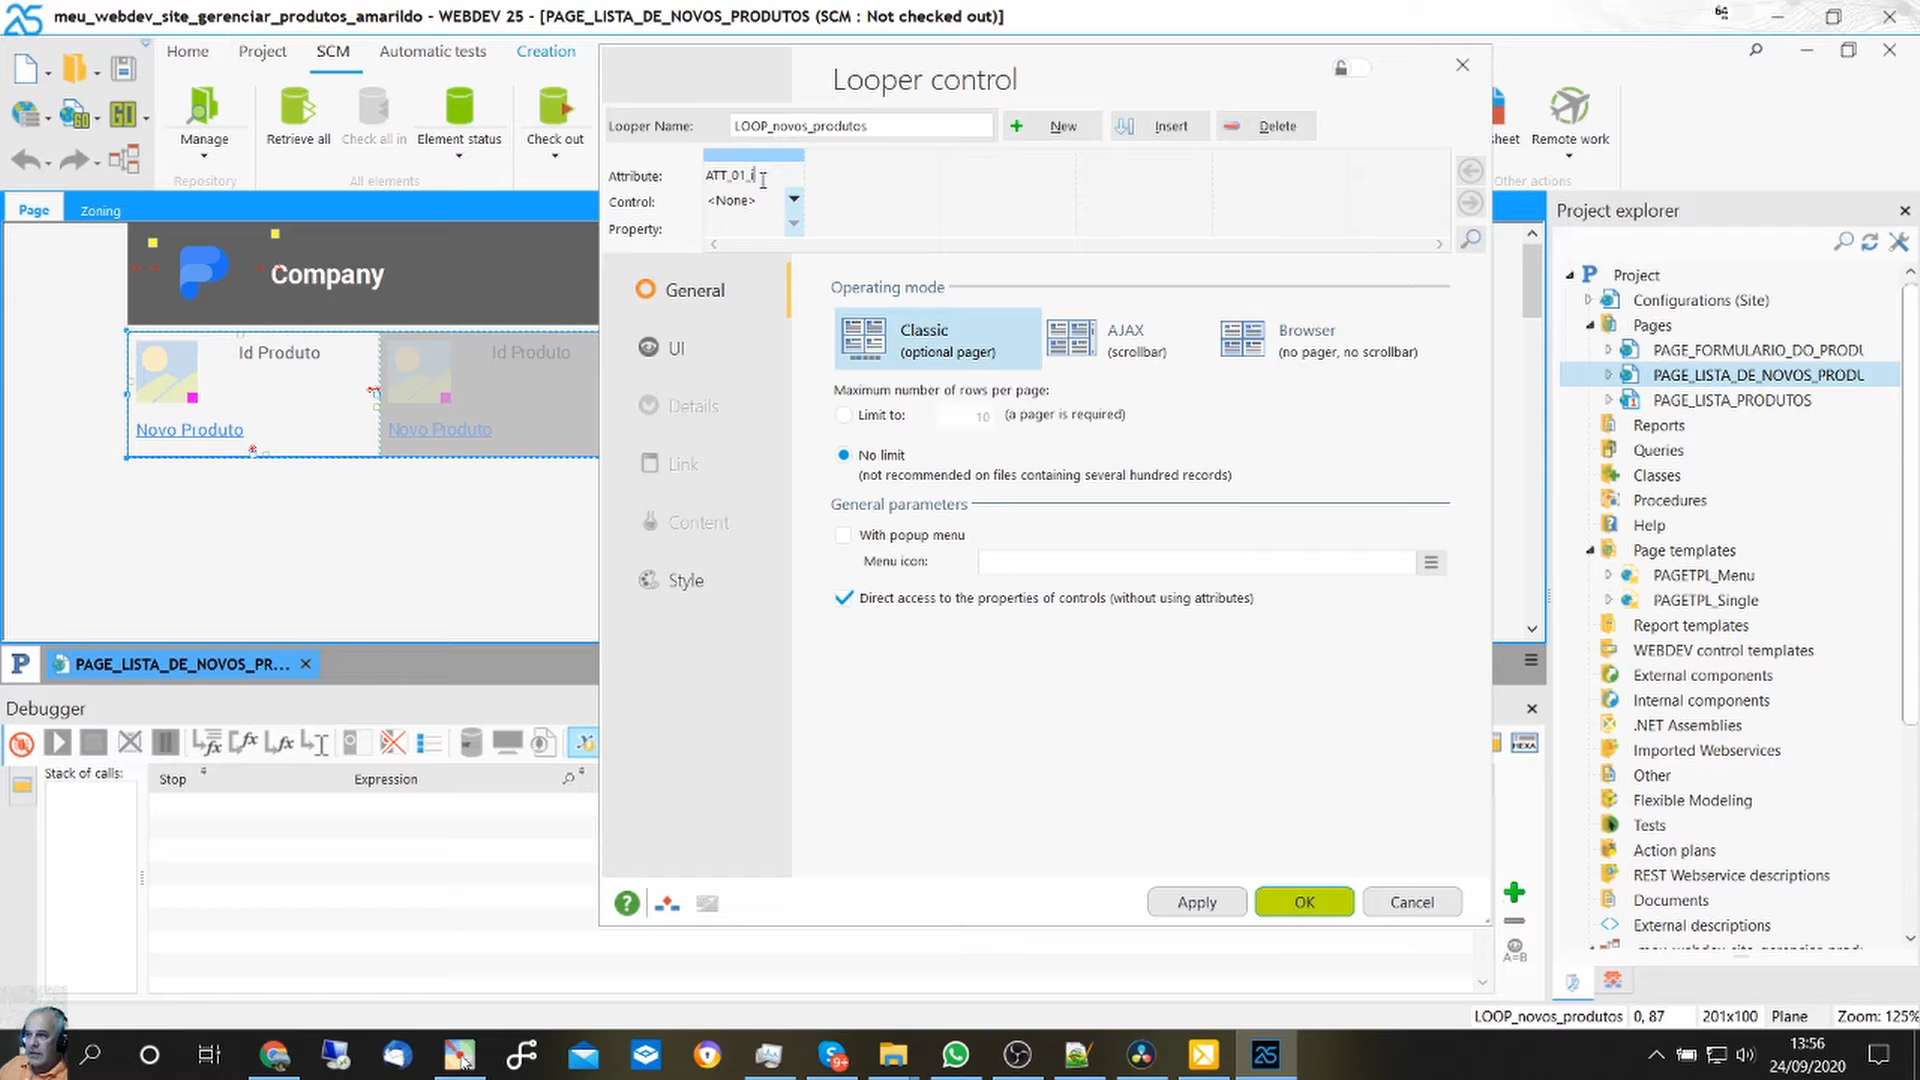 meu_webdev_site_gerenciar_produtos_amarildo - WEBDEV 25 - [PAGE_LISTA_DE_NOVOS_PRODUTOS (SCM : Not checked out)]
64
Home
Project
SCM
Automatic tests
Creation
Manage
Retrieve all
Check all in
Element status
Check out
Repository
All elements
Remote work
Other actions
Page
Zoning
Company
Id Produto
Id Produto
Novo Produto
Novo Produto
PAGE_LISTA_DE_NOVOS_PR...
Looper control
Looper Name:
LOOP_novos_produtos
New
Insert
Delete
Attribute:
ATT_01_i
Control:
<None>
Property:
General
UI
Details
Link
Content
Style
Operating mode
Classic
(optional pager)
AJAX
(scrollbar)
Browser
(no pager, no scrollbar)
Maximum number of rows per page:
Limit to:
10
(a pager is required)
No limit
(not recommended on files containing several hundred records)
General parameters
With popup menu
Menu icon:
Direct access to the properties of controls (without using attributes)
Apply
OK
Cancel
Project explorer
Project
Configurations (Site)
Pages
PAGE_FORMULARIO_DO_PRODU
PAGE_LISTA_DE_NOVOS_PRODU
PAGE_LISTA_PRODUTOS
Reports
Queries
Classes
Procedures
Help
Page templates
PAGETPL_Menu
PAGETPL_Single
Report templates
WEBDEV control templates
External components
Internal components
.NET Assemblies
Imported Webservices
Other
Flexible Modeling
Tests
Action plans
REST Webservice descriptions
Documents
External descriptions
Debugger
Stack of calls:
Stop
Expression
HEXA
A=B
LOOP_novos_produtos
0, 87
201x100
Plane
Zoom: 125%
13:56
24/09/2020